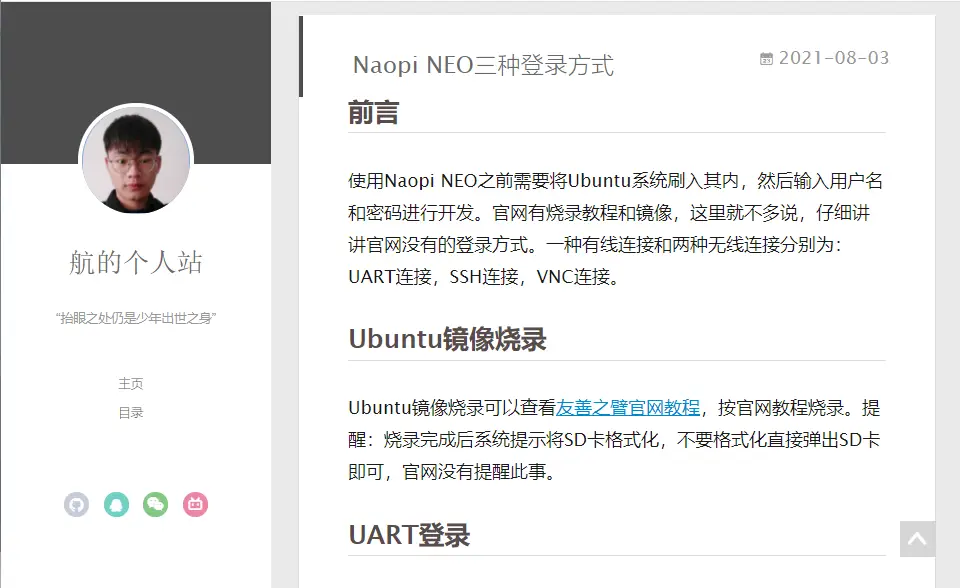 航的个人站
“抬眼之处仍是少年出世之身”
主页
目录
Naopi NEO三种登录方式
2021-08-03
前言
使用Naopi NEO之前需要将Ubuntu系统刷入其内，然后输入用户名
和密码进行开发。官网有烧录教程和镜像，这里就不多说，仔细讲
讲官网没有的登录方式。一种有线连接和两种无线连接分别为：
UART连接，SSH连接，VNC连接。
Ubuntu镜像烧录
Ubuntu镜像烧录可以查看友善之臂官网教程，按官网教程烧录。提
醒：烧录完成后系统提示将SD卡格式化，不要格式化直接弹出SD卡
即可，官网没有提醒此事。
UART登录